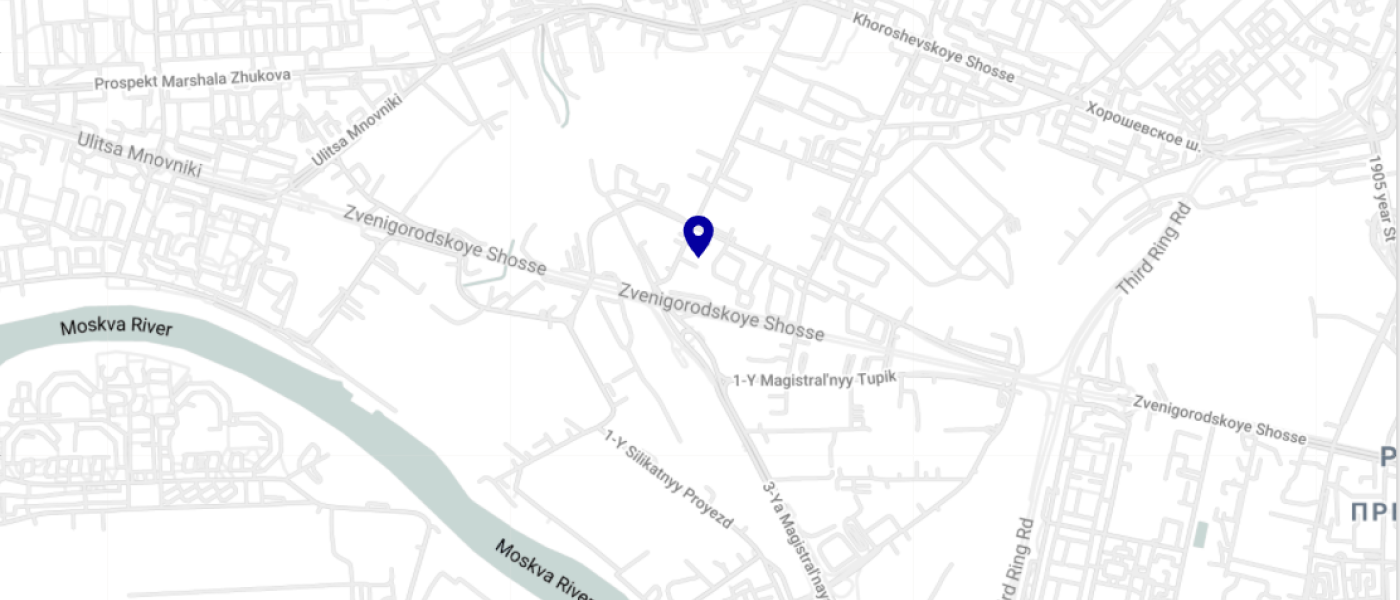 Khoroshevskoye Shosse
Prospekt Marshala Zhukova
Ulitsa Mnovniki
Хорошевское ш.
Ulitsa Mnovniki
1905 year St
Zvenigorodskoye Shosse
Third Ring Rd
Zvenigorodskoye Shosse
Moskva River
1-Y Magistral'nyy Tupik
Zvenigorodskoye Shosse
Р
1-Y Silikatnyy Proyezd
3-Ya Magistral'nay
ПРІ
rd Ring Rd
Moskva River